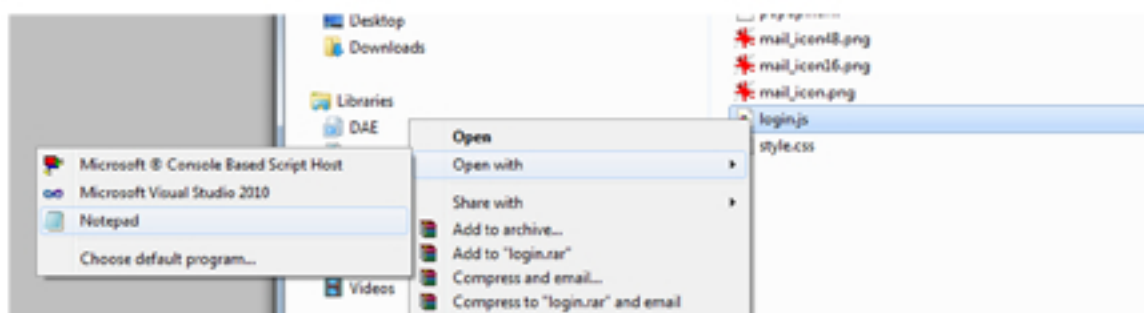 Desktop
Downloads
Libraries
DAE
Videos
mail_icon48.png
mail_icon16.png
mail_icon.png
login.js
style.css
Open
Open with
Share with
Add to archive...
Add to "login.rar"
Compress and email...
Compress to "login.rar" and email
Microsoft ® Console Based Script Host
Microsoft Visual Studio 2010
Notepad
Choose default program...